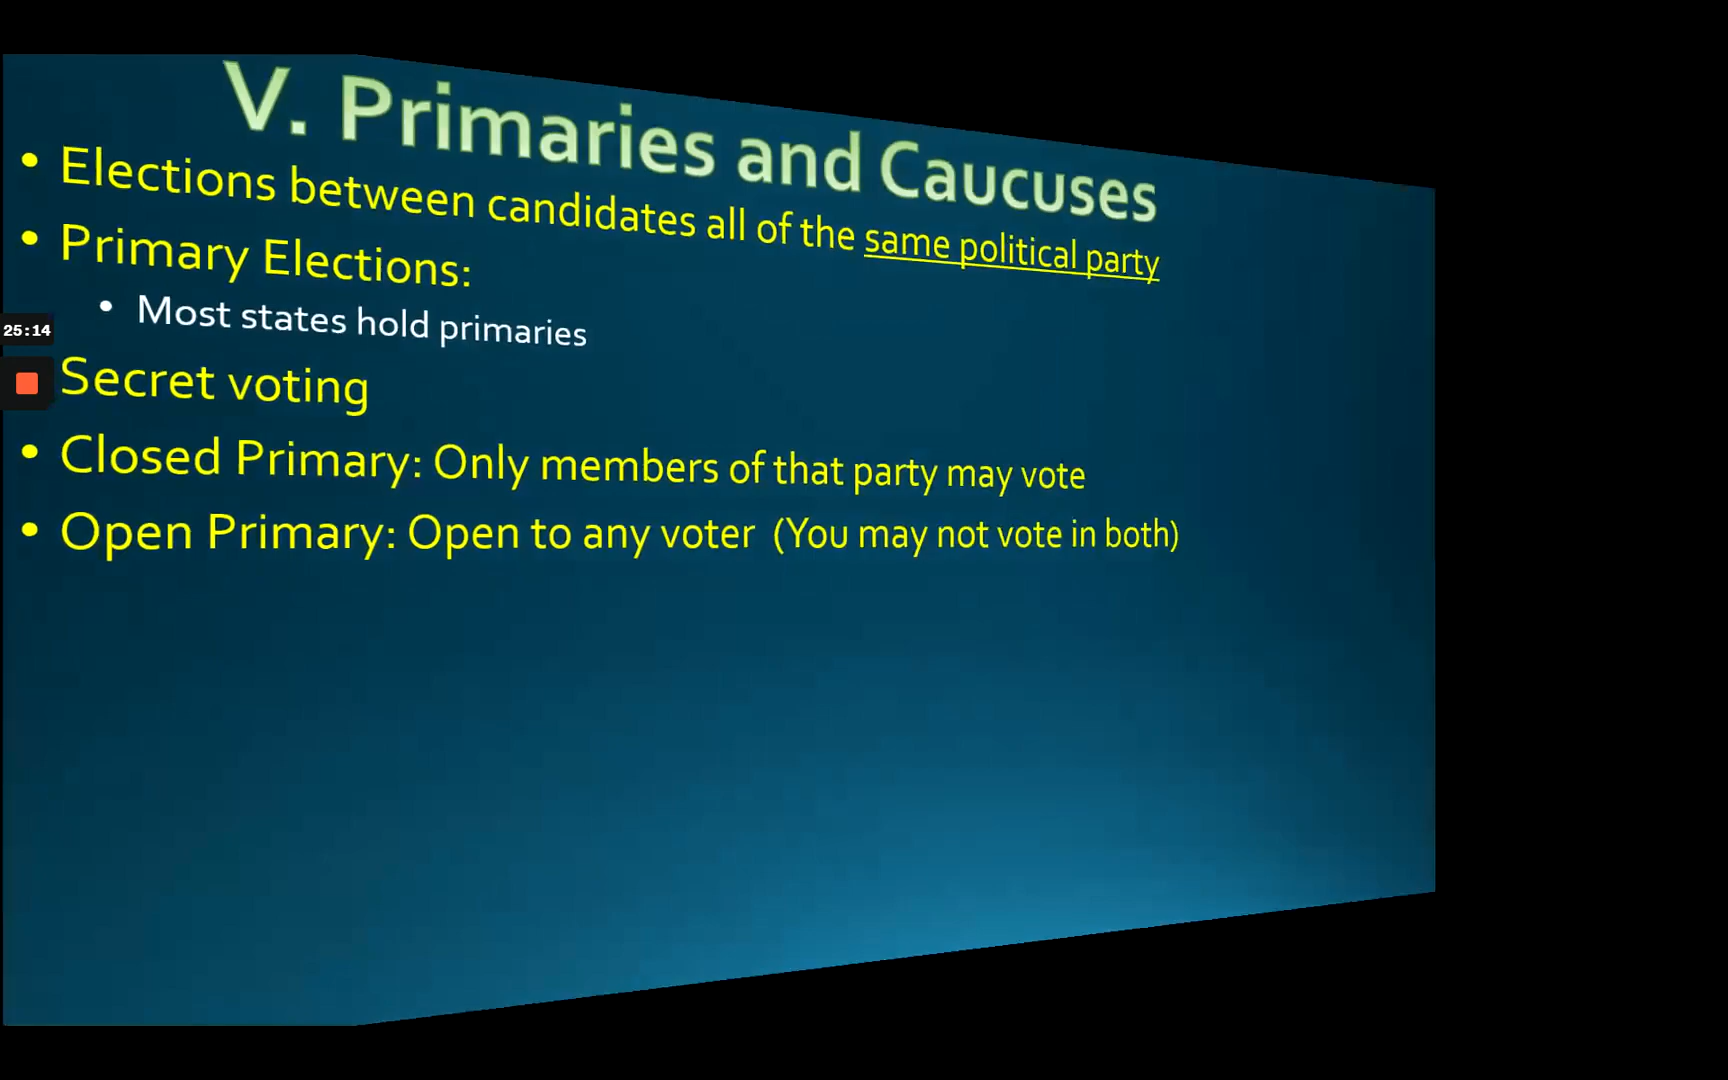 V. Primaries and Caucuses
• Elections between candidates all of the same political party
• Primary Elections:
• Most states hold primaries
25:14
Secret voting
• Closed Primary: Only members of that party may vote
• Open Primary: Open to any voter (You may not vote in both)